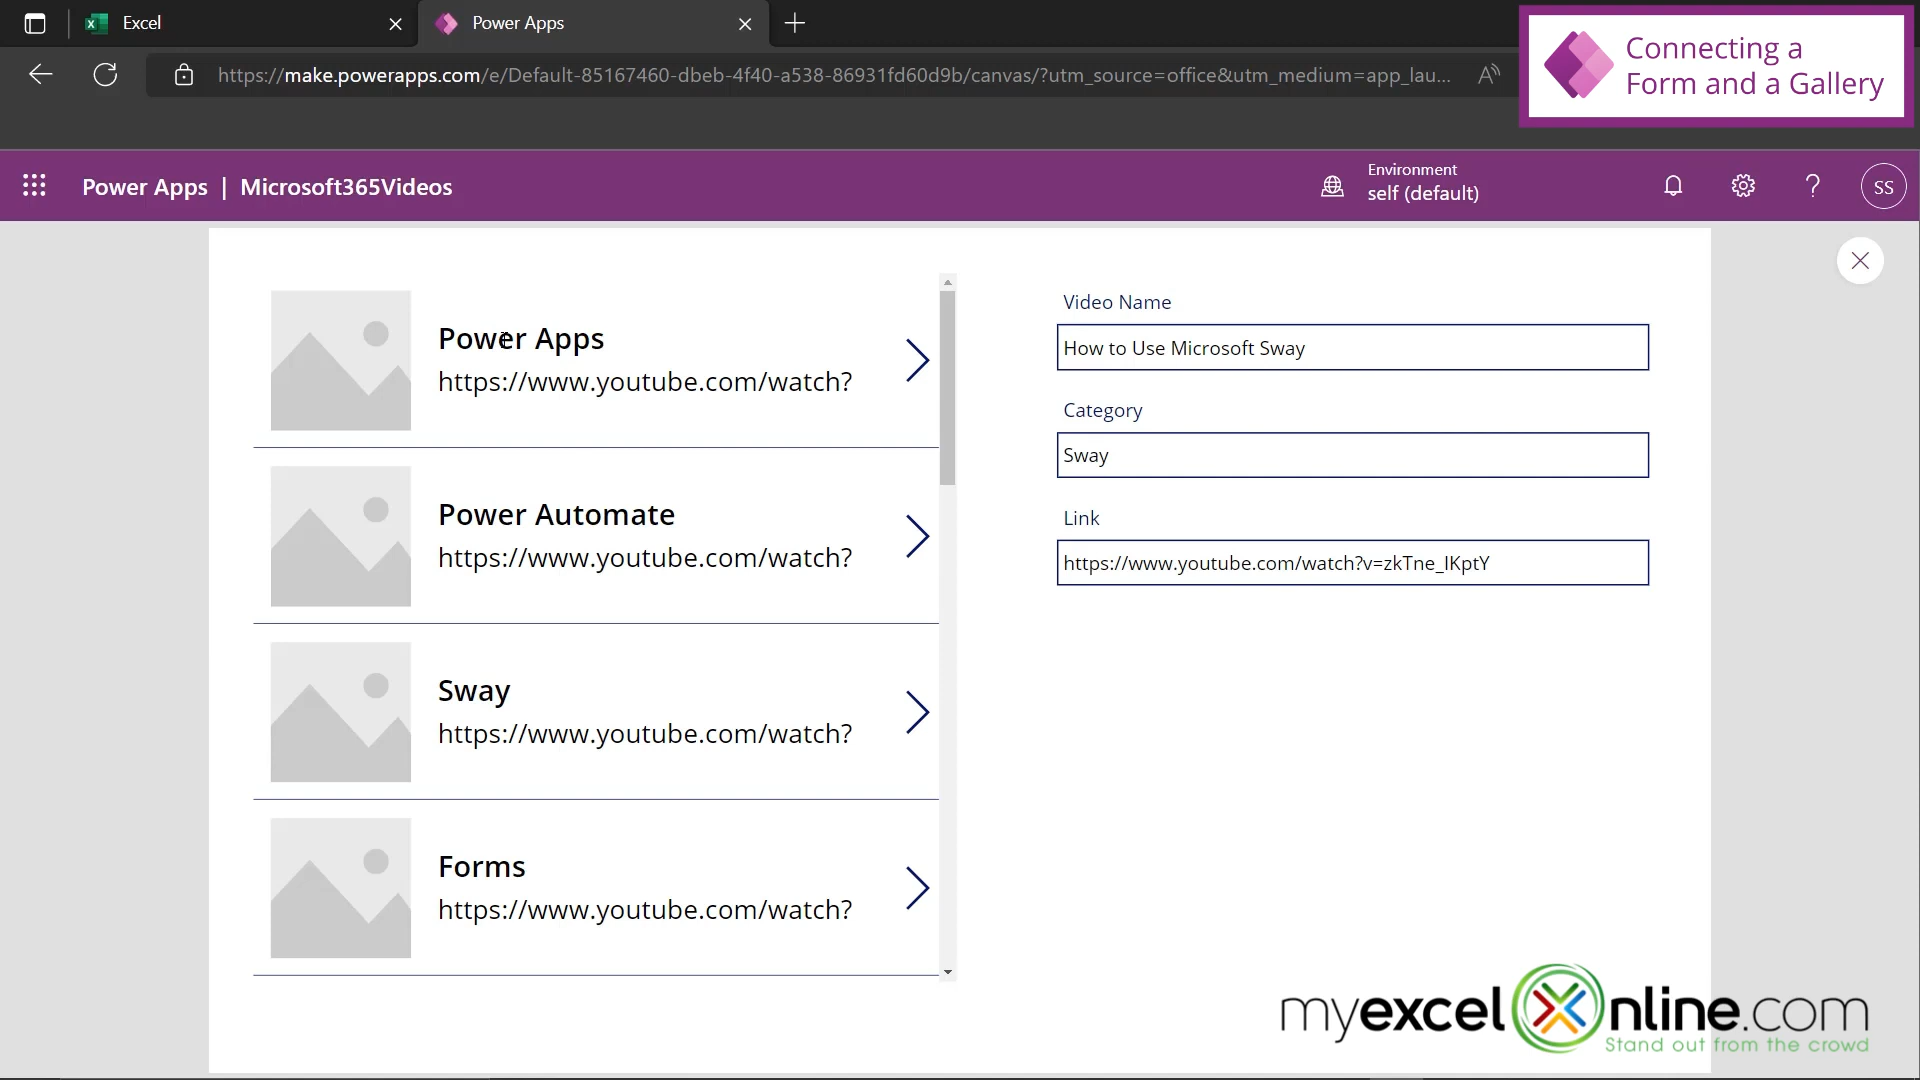 Excel
Power Apps
https://make.powerapps.com/e/Default-85167460-dbeb-4f40-a538-86931fd60d9b/canvas/?utm_source=office&utm_medium=app_lau...
Connecting a
Form and a Gallery
Power Apps | Microsoft365Videos
Environment
self (default)
?
SS
Power Apps
https://www.youtube.com/watch?
Power Automate
https://www.youtube.com/watch?
Sway
https://www.youtube.com/watch?
Forms
https://www.youtube.com/watch?
Video Name
How to Use Microsoft Sway
Category
Sway
Link
https://www.youtube.com/watch?v=zkTne_IKptY
myexcelOnline.com
Stand out from the crowd